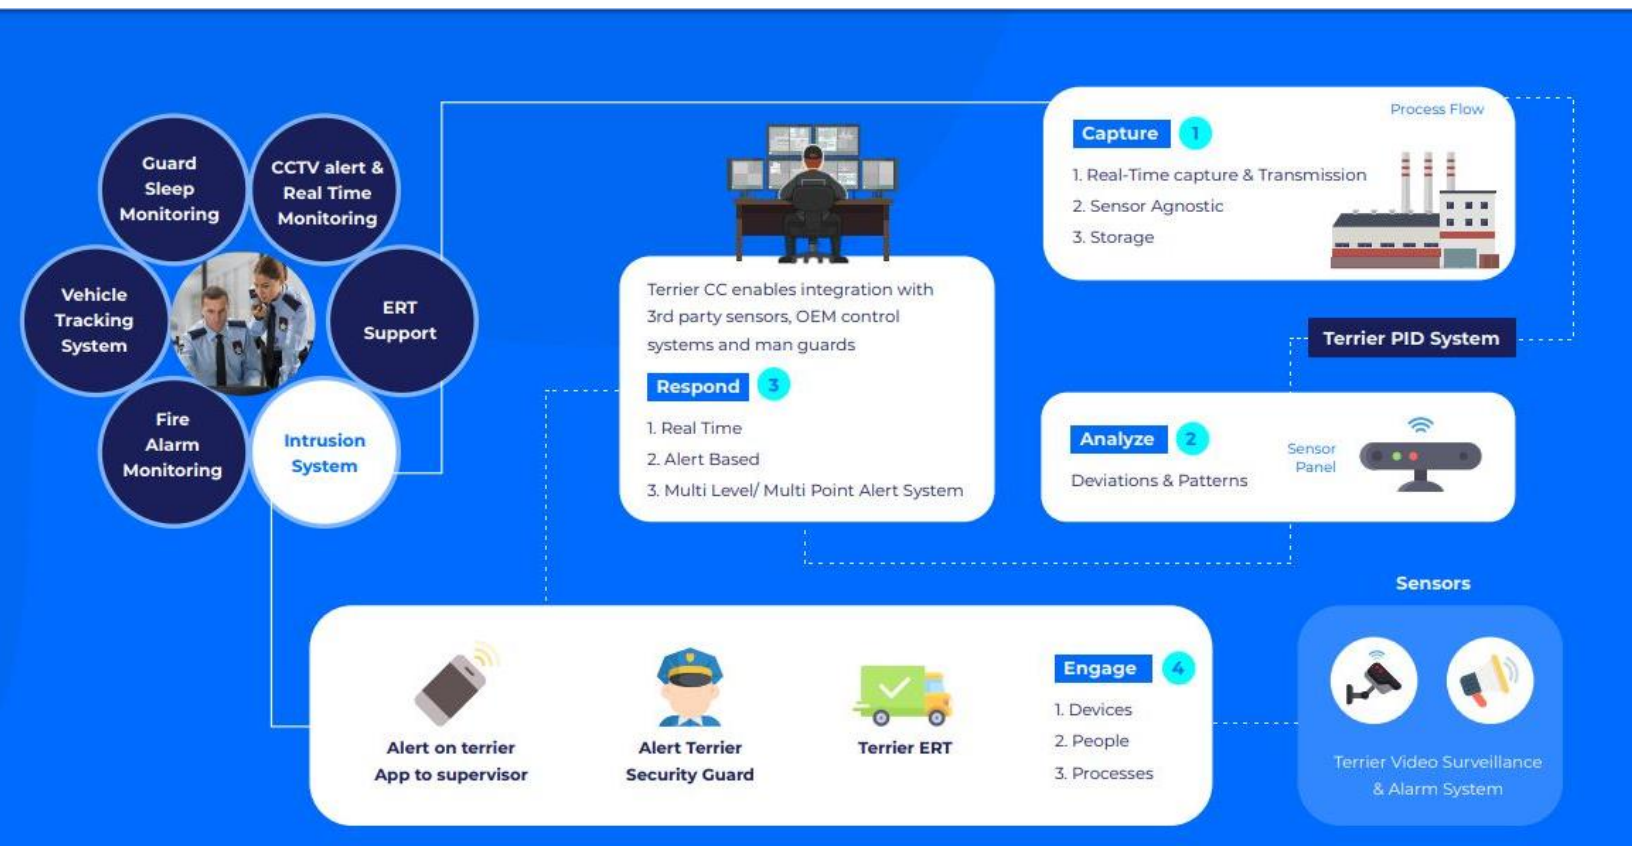 Guard
Sleep
Monitoring
CCTV alert &
Real Time
Monitoring
Vehicle
Tracking
System
ERT
Support
Fire
Alarm
Monitoring
Intrusion
System
Terrier CC enables integration with
3rd party sensors, OEM control
systems and man guards
Respond 3
1. Real Time
2. Alert Based
3. Multi Level/ Multi Point Alert System
Process Flow
Capture 1
1. Real-Time capture & Transmission
2. Sensor Agnostic
3. Storage
Terrier PID System
Analyze 2
Deviations & Patterns
Sensor
Panel
Alert on terrier
App to supervisor
Alert Terrier
Security Guard
Terrier ERT
Engage 4
1. Devices
2. People
3. Processes
Sensors
Terrier Video Surveillance
& Alarm System